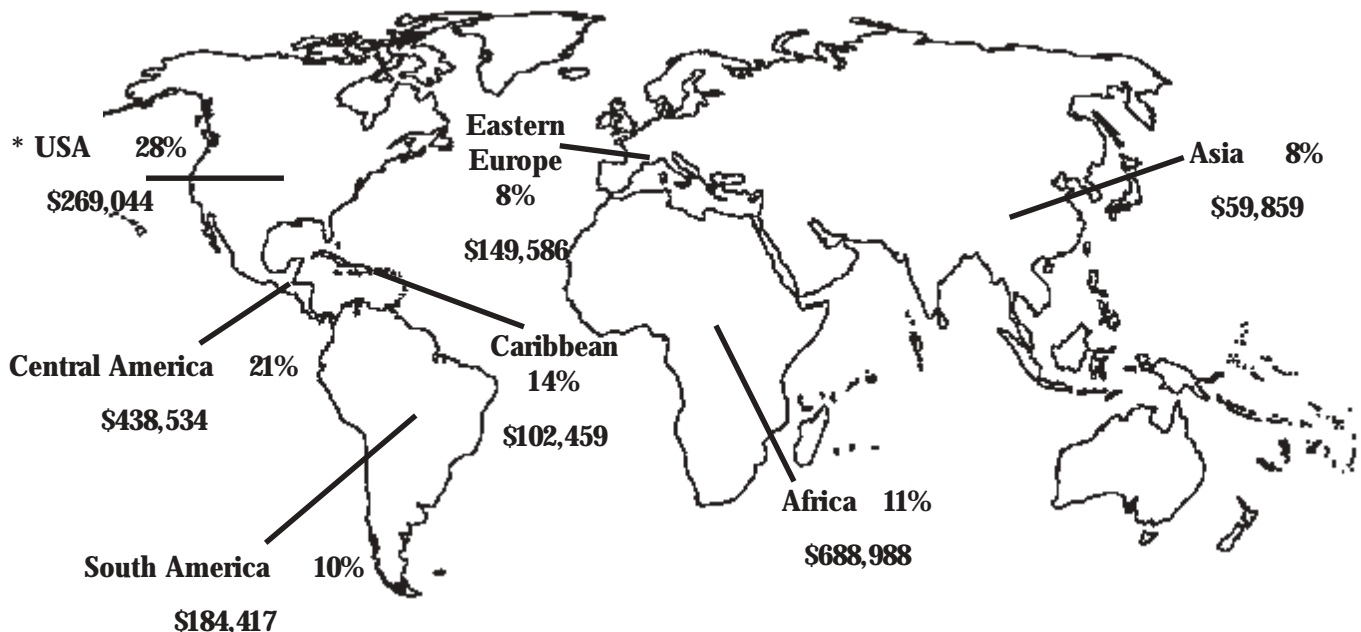 * USA 28%
$269,044
Eastern
Europe
8%
$149,586
Asia 8%
$59,859
Central America 21%
$438,534
Caribbean
14%
$102,459
Africa 11%
$688,988
South America 10%
$184,417